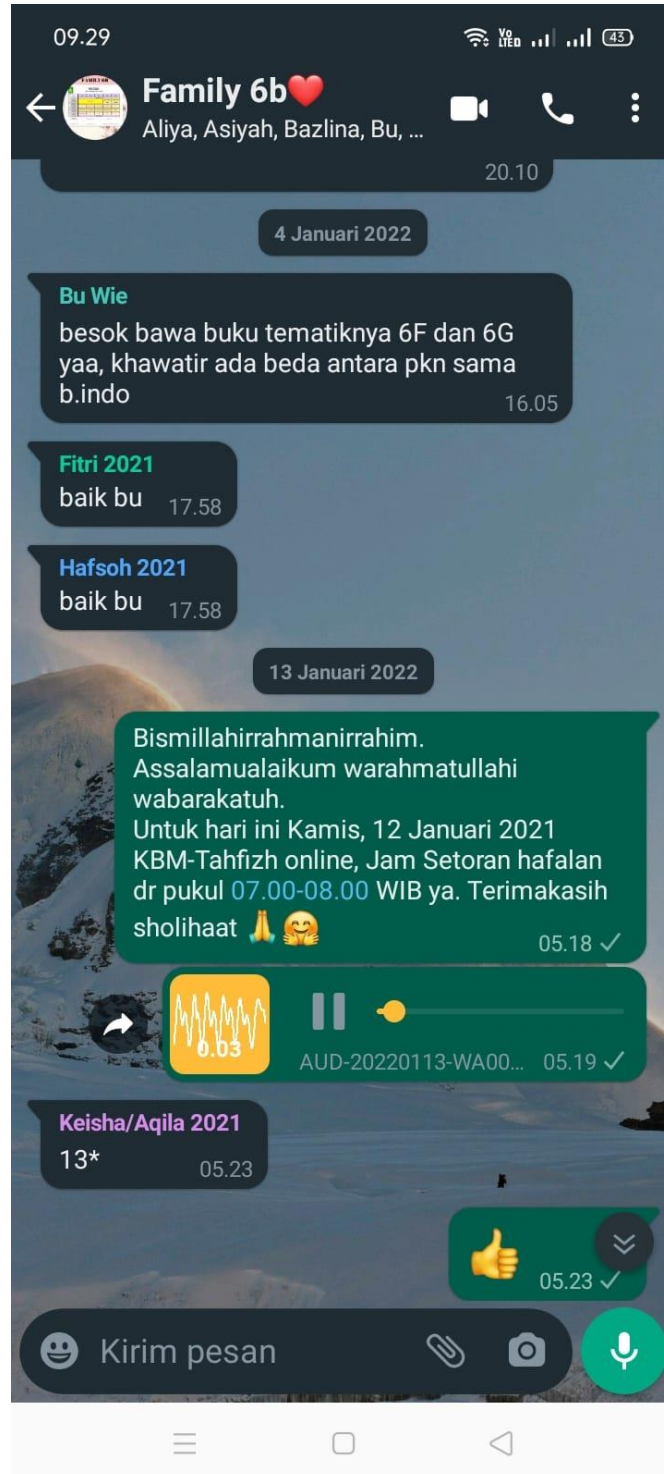 09.29
Vo LTED
43
Family 6b❤️
Aliya, Asiyah, Bazlina, Bu, ...
20.10
4 Januari 2022
Bu Wie
besok bawa buku tematiknya 6F dan 6G
yaa, khawatir ada beda antara pkn sama
b.indo
16.05
Fitri 2021
baik bu 17.58
Hafsoh 2021
baik bu 17.58
13 Januari 2022
Bismillahirrahmanirrahim.
Assalamualaikum warahmatullahi
wabarakatuh.
Untuk hari ini Kamis, 12 Januari 2021
KBM-Tahfizh online, Jam Setoran hafalan
dr pukul 07.00-08.00 WIB ya. Terimakasih
sholihaat 🙏 🤗
05.18
0.03
AUD-20220113-WA00... 05.19
Keisha/Aqila 2021
13* 05.23
👍 05.23
Kirim pesan